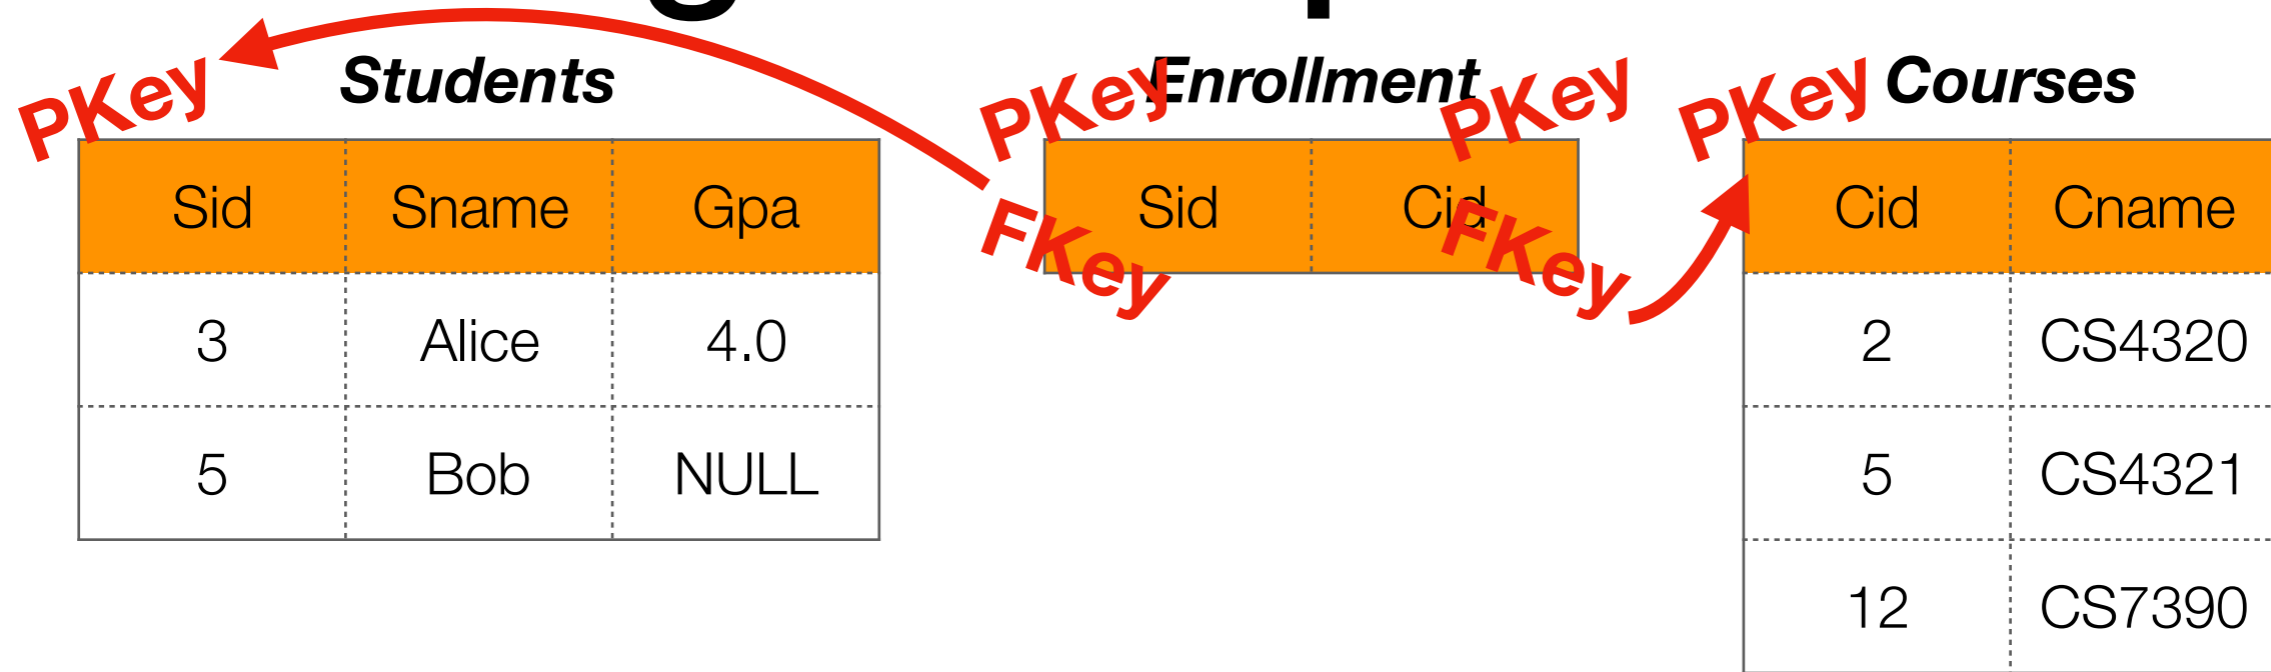 Students Enrollment Courses
PKey PKey PKey PKey
Sid Sname Gpa Sid Cid Cid Cname
FKey FKey
3 Alice 4.0 2 CS4320
5 Bob NULL 5 CS4321
12 CS7390